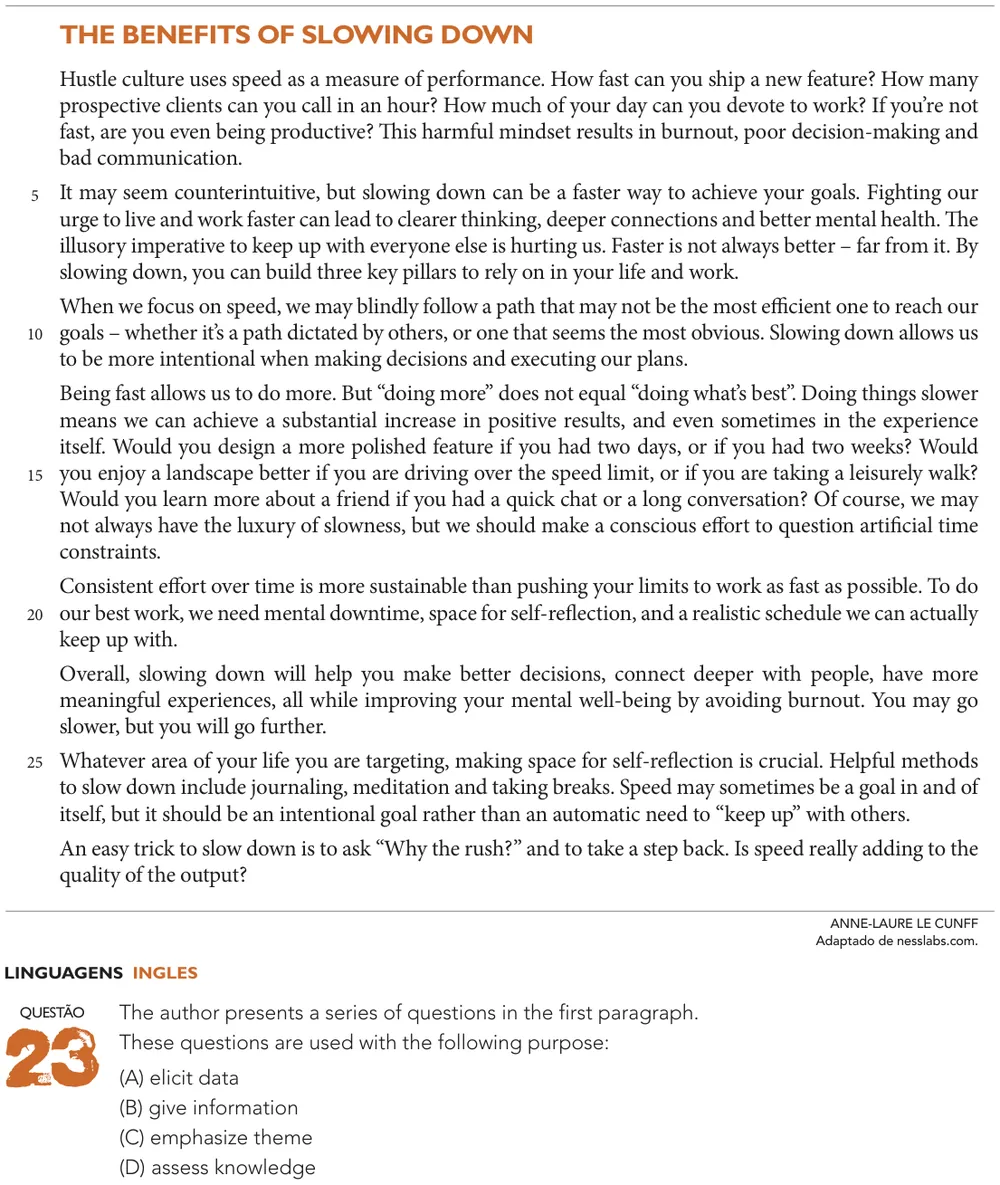 THE BENEFITS OF SLOWING DOWN
Hustle culture uses speed as a measure of performance. How fast can you ship a new feature? How many
prospective clients can you call in an hour? How much of your day can you devote to work? If you’re not
fast, are you even being productive? This harmful mindset results in burnout, poor decision-making and
bad communication.
5 It may seem counterintuitive, but slowing down can be a faster way to achieve your goals. Fighting our
urge to live and work faster can lead to clearer thinking, deeper connections and better mental health. The
illusory imperative to keep up with everyone else is hurting us. Faster is not always better – far from it. By
slowing down, you can build three key pillars to rely on in your life and work.
When we focus on speed, we may blindly follow a path that may not be the most efficient one to reach our
10 goals – whether it’s a path dictated by others, or one that seems the most obvious. Slowing down allows us
to be more intentional when making decisions and executing our plans.
Being fast allows us to do more. But “doing more” does not equal “doing what’s best”. Doing things slower
means we can achieve a substantial increase in positive results, and even sometimes in the experience
itself. Would you design a more polished feature if you had two days, or if you had two weeks? Would
15 you enjoy a landscape better if you are driving over the speed limit, or if you are taking a leisurely walk?
Would you learn more about a friend if you had a quick chat or a long conversation? Of course, we may
not always have the luxury of slowness, but we should make a conscious effort to question artificial time
constraints.
Consistent effort over time is more sustainable than pushing your limits to work as fast as possible. To do
20 our best work, we need mental downtime, space for self-reflection, and a realistic schedule we can actually
keep up with.
Overall, slowing down will help you make better decisions, connect deeper with people, have more
meaningful experiences, all while improving your mental well-being by avoiding burnout. You may go
slower, but you will go further.
25 Whatever area of your life you are targeting, making space for self-reflection is crucial. Helpful methods
to slow down include journaling, meditation and taking breaks. Speed may sometimes be a goal in and of
itself, but it should be an intentional goal rather than an automatic need to “keep up” with others.
An easy trick to slow down is to ask “Why the rush?” and to take a step back. Is speed really adding to the
quality of the output?
ANNE-LAURE LE CUNFF
Adaptado de nesslabs.com.
LINGUAGENS INGLES
QUESTÃO
23
The author presents a series of questions in the first paragraph.
These questions are used with the following purpose:
(A) elicit data
(B) give information
(C) emphasize theme
(D) assess knowledge